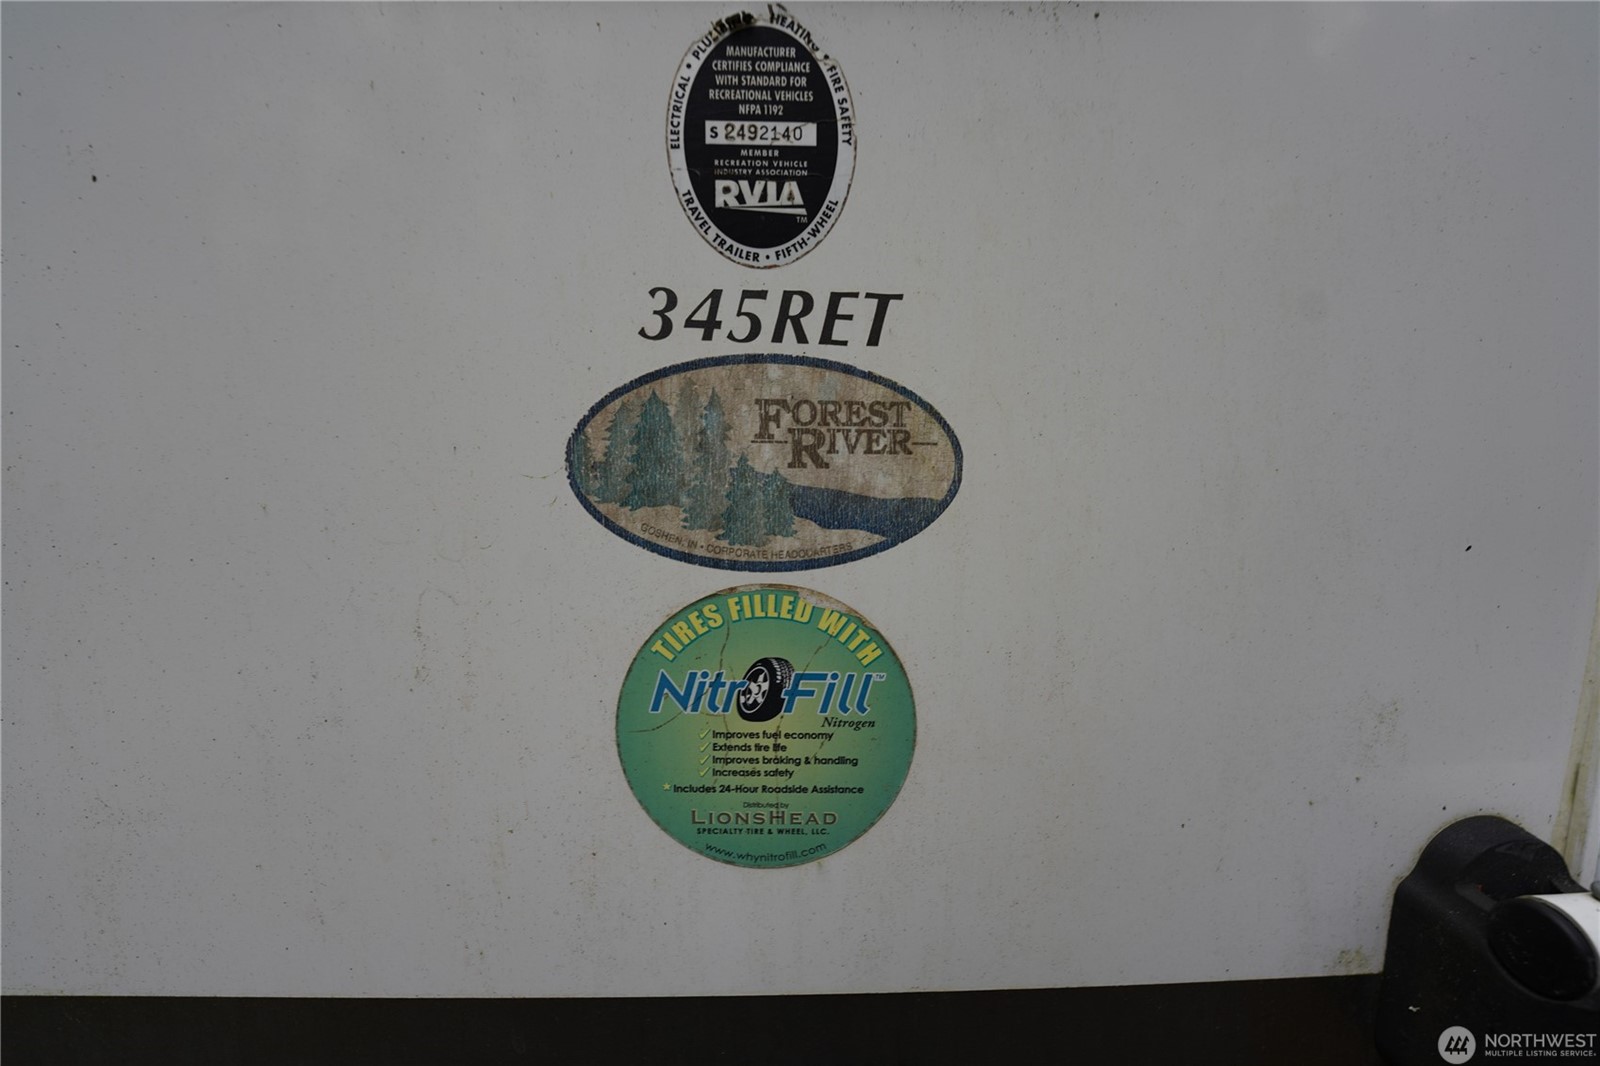 ELECTRICAL • HEATING • FIRE SAFETY
MANUFACTURER
CERTIFIES COMPLIANCE
WITH STANDARD FOR
RECREATIONAL VEHICLES
NFPA 1192
S 2492140
MEMBER
RECREATION VEHICLE
INDUSTRY ASSOCIATION
RVIA
TM
TRAVEL TRAILER • FIFTH-WHEEL
345RET
FOREST
RIVER
GOSHEN, IN • CORPORATE HEADQUARTERS
TIRES FILLED WITH
NitroFill™
Nitrogen
✓ Improves fuel economy
✓ Extends tire life
✓ Improves braking & handling
✓ Increases safety
* Includes 24-Hour Roadside Assistance
Distributed by
LIONSHEAD
SPECIALTY TIRE & WHEEL, LLC.
www.whynitrofill.com
NORTHWEST
MULTIPLE LISTING SERVICE®